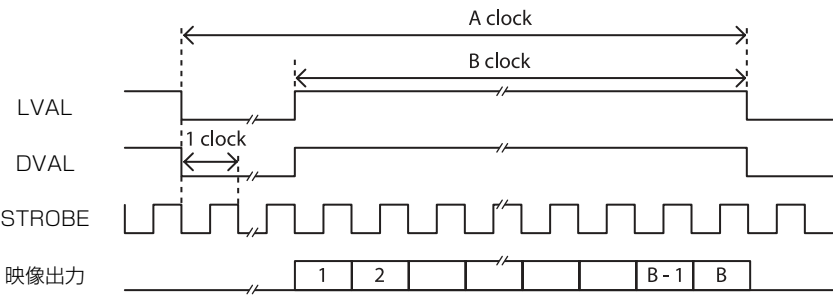 A clock
B clock
LVAL
1 clock
DVAL
STROBE
映像出力 1 2 B - 1 B